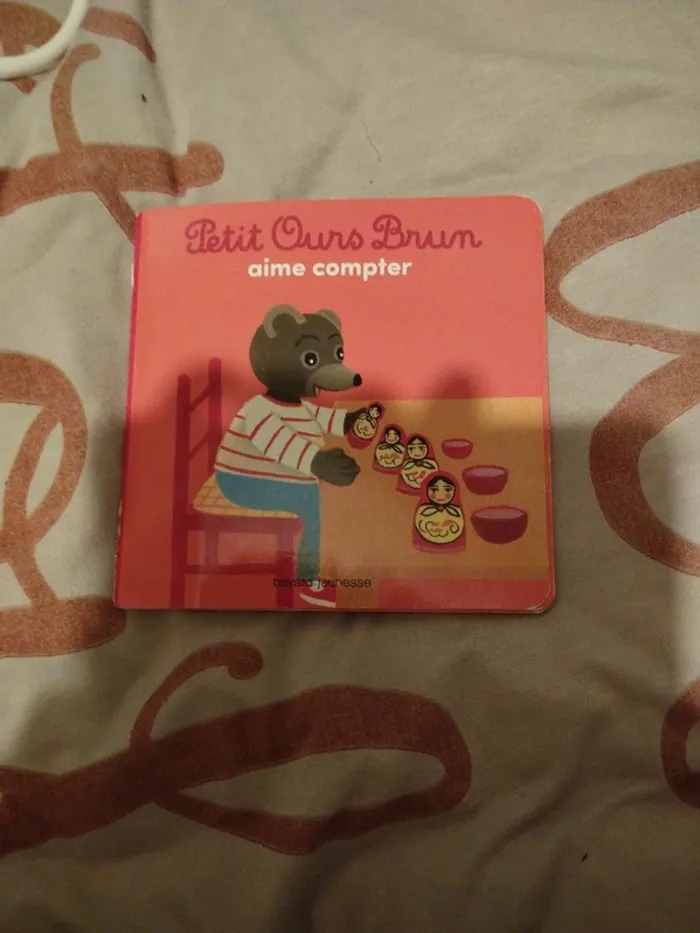 Petit Ours Brun
aime compter
bayard jeunesse